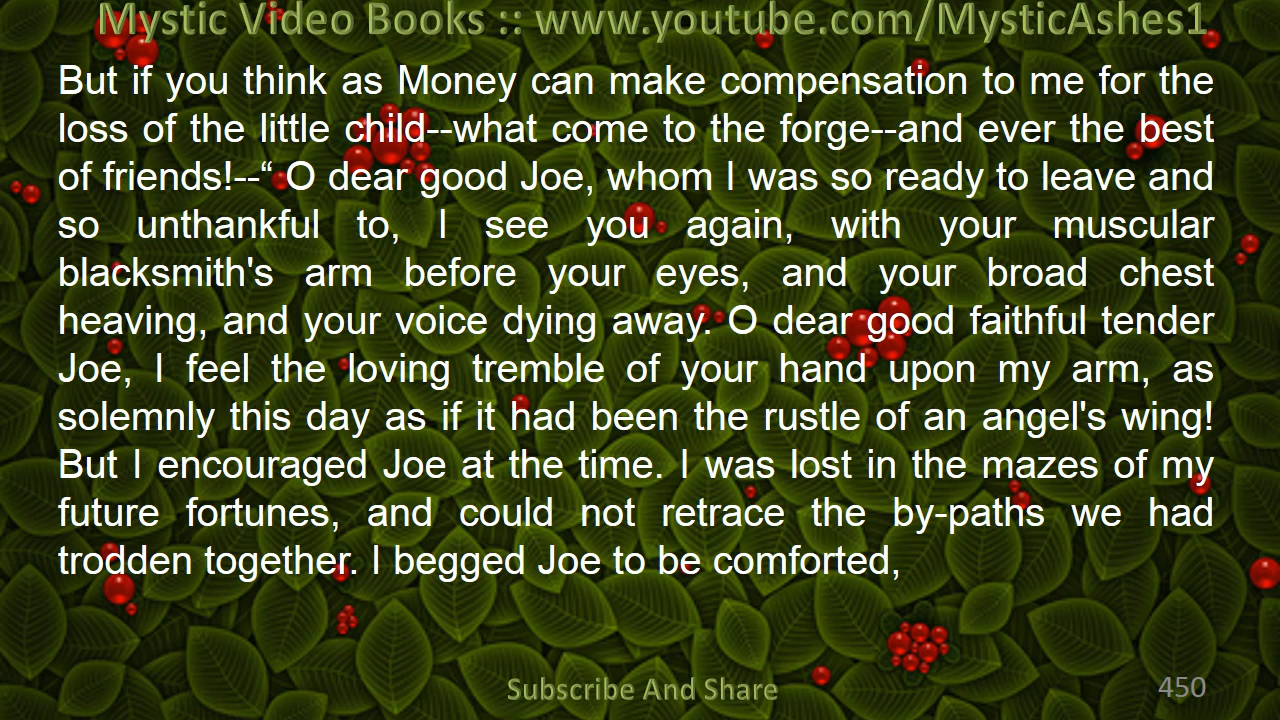 Mystic Video Books :: www.youtube.com/MysticAshes1
But if you think as Money can make compensation to me for the
loss of the little child--what come to the forge--and ever the best
of friends!--“ O dear good Joe, whom I was so ready to leave and
so unthankful to, I see you again, with your muscular
blacksmith's arm before your eyes, and your broad chest
heaving, and your voice dying away. O dear good faithful tender
Joe, I feel the loving tremble of your hand upon my arm, as
solemnly this day as if it had been the rustle of an angel's wing!
But I encouraged Joe at the time. I was lost in the mazes of my
future fortunes, and could not retrace the by-paths we had
trodden together. I begged Joe to be comforted,
Subscribe And Share
450